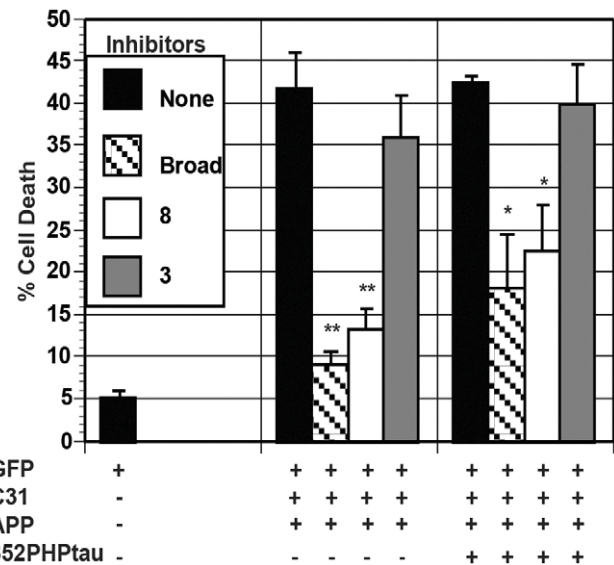 50
45
40
35
30
25
20
15
10
5
0
% Cell Death
Inhibitors
None
Broad
8
3
** ** * *
GFP + + + + + + + + +
C31 - + + + + + + + +
APP - + + + + + + + +
352PHPtau - - - - - + + + +